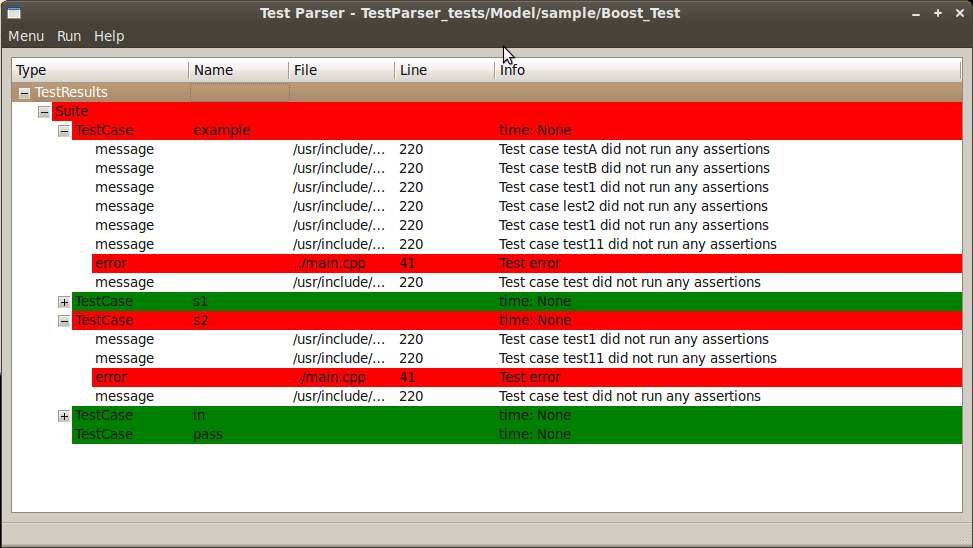 Test Parser - TestParser_tests/Model/sample/Boost_Test
Menu Run Help
Type Name File Line Info
TestResults
Suite
TestCase example time: None
message /usr/include/... 220 Test case testA did not run any assertions
message /usr/include/... 220 Test case testB did not run any assertions
message /usr/include/... 220 Test case test1 did not run any assertions
message /usr/include/... 220 Test case lest2 did not run any assertions
message /usr/include/... 220 Test case test1 did not run any assertions
message /usr/include/... 220 Test case test11 did not run any assertions
error ../main.cpp 41 Test error
message /usr/include/... 220 Test case test did not run any assertions
TestCase s1 time: None
TestCase s2 time: None
message /usr/include/... 220 Test case test1 did not run any assertions
message /usr/include/... 220 Test case test11 did not run any assertions
error ../main.cpp 41 Test error
message /usr/include/... 220 Test case test did not run any assertions
TestCase in time: None
TestCase pass time: None